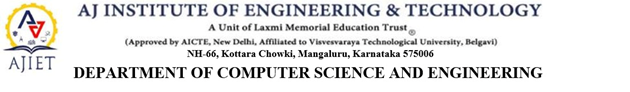 AJ INSTITUTE OF ENGINEERING & TECHNOLOGY
A Unit of Laxmi Memorial Education Trust®
(Approved by AICTE, New Delhi, Affiliated to Visvesvaraya Technological University, Belgavi)
NH-66, Kottara Chowki, Mangaluru, Karnataka 575006
AJIET
DEPARTMENT OF COMPUTER SCIENCE AND ENGINEERING